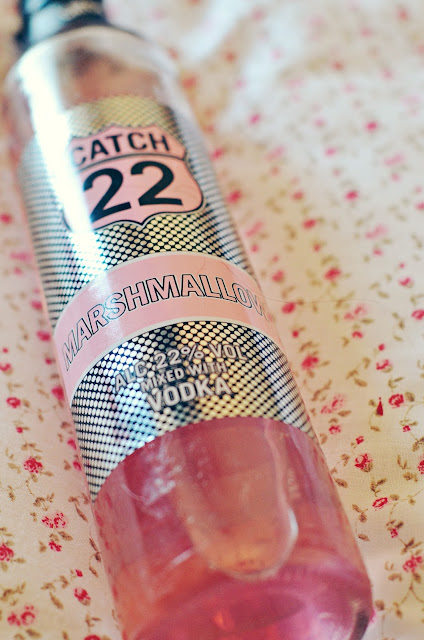 CATCH
22
MARSHMALLOW
ALC. 22% VOL
MIXED WITH
VODKA